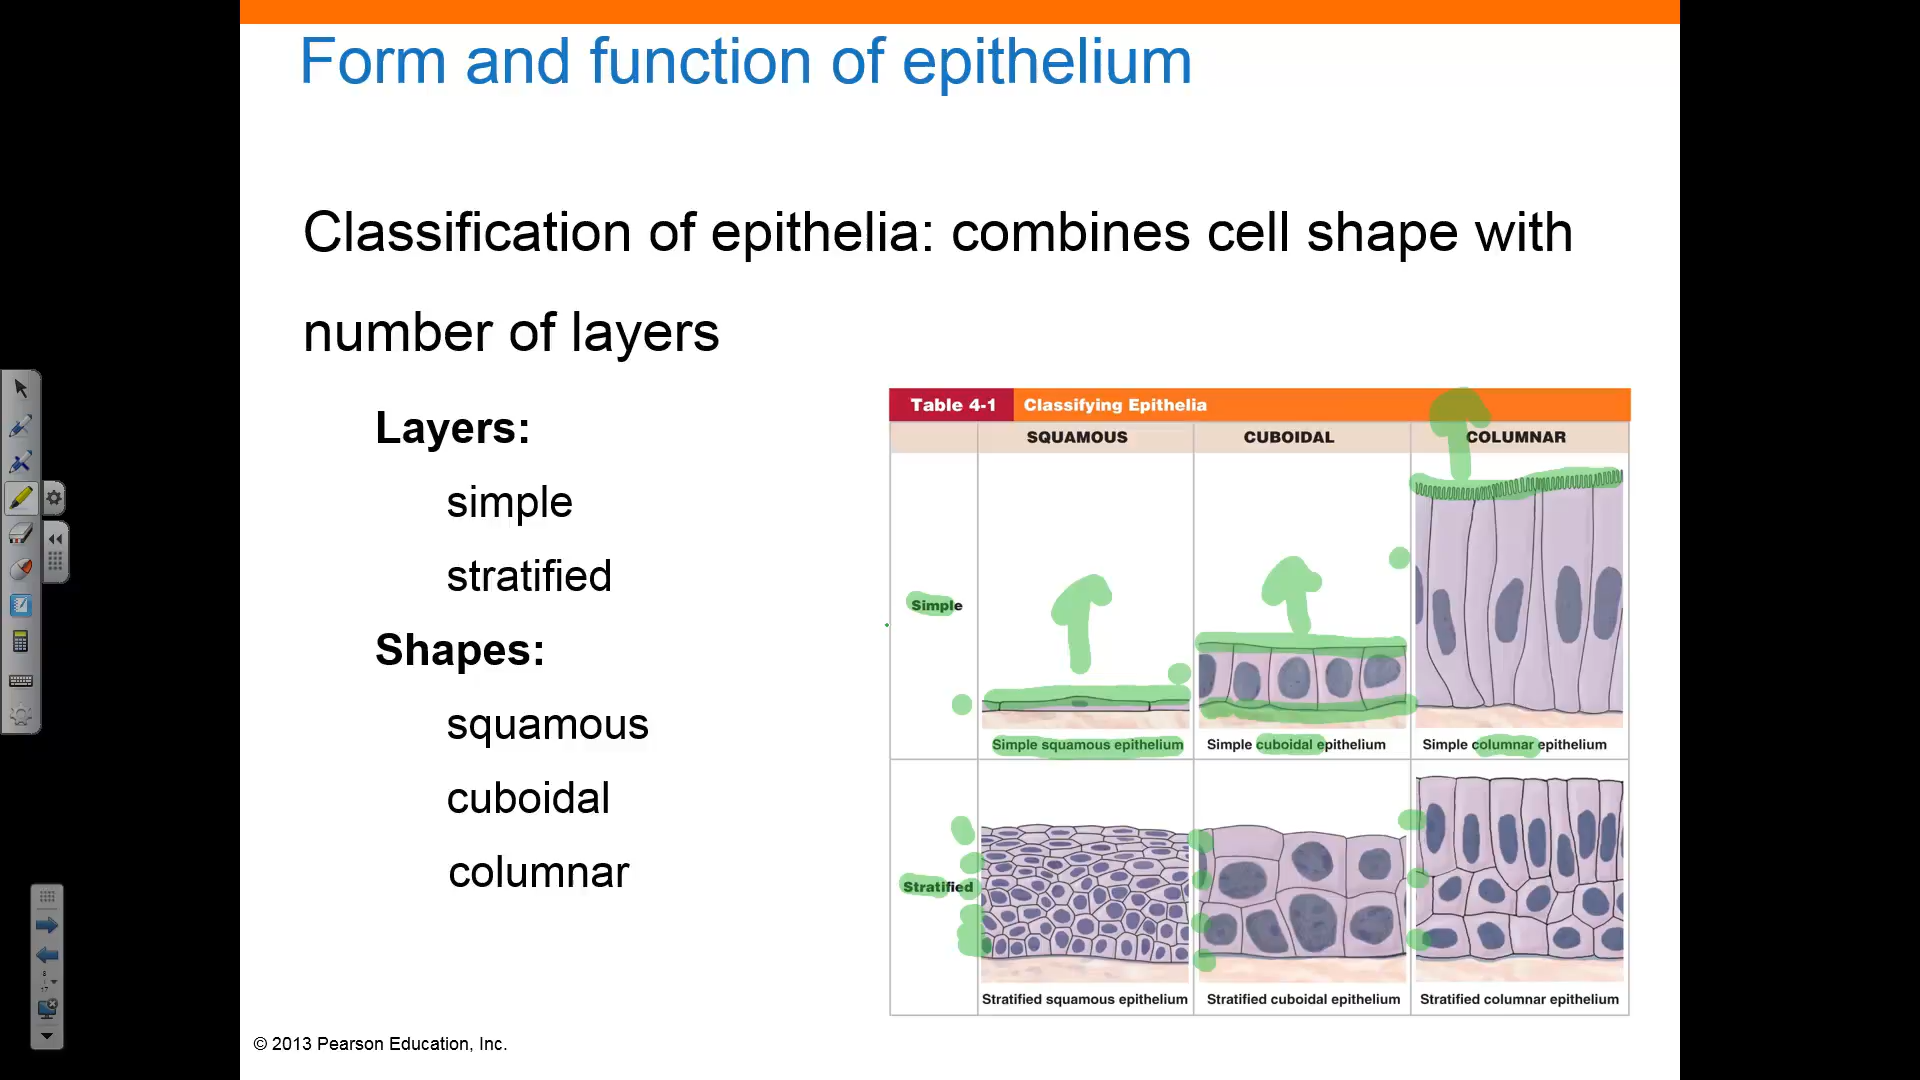 Form and function of epithelium
Classification of epithelia: combines cell shape with
number of layers
Layers:
simple
stratified
Shapes:
squamous
cuboidal
columnar
Table 4-1 Classifying Epithelia
SQUAMOUS CUBOIDAL COLUMNAR
Simple
Simple squamous epithelium Simple cuboidal epithelium Simple columnar epithelium
Stratified
Stratified squamous epithelium Stratified cuboidal epithelium Stratified columnar epithelium
© 2013 Pearson Education, Inc.
8
17